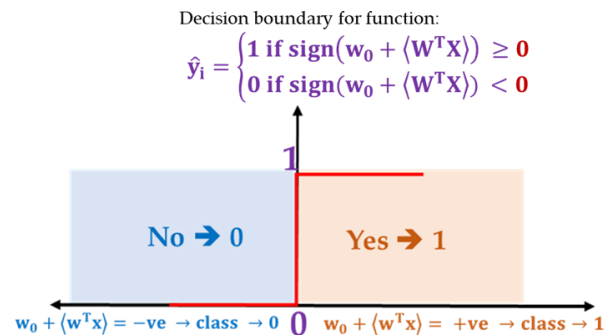 Decision boundary for function:
ŷᵢ = {1 if sign(w₀ + ⟨WᵀX⟩) ≥ 0
{0 if sign(w₀ + ⟨WᵀX⟩) < 0
1
No ➔ 0 Yes ➔ 1
w₀ + ⟨wᵀx⟩ = −ve → class → 0 0 w₀ + ⟨wᵀx⟩ = +ve → class → 1